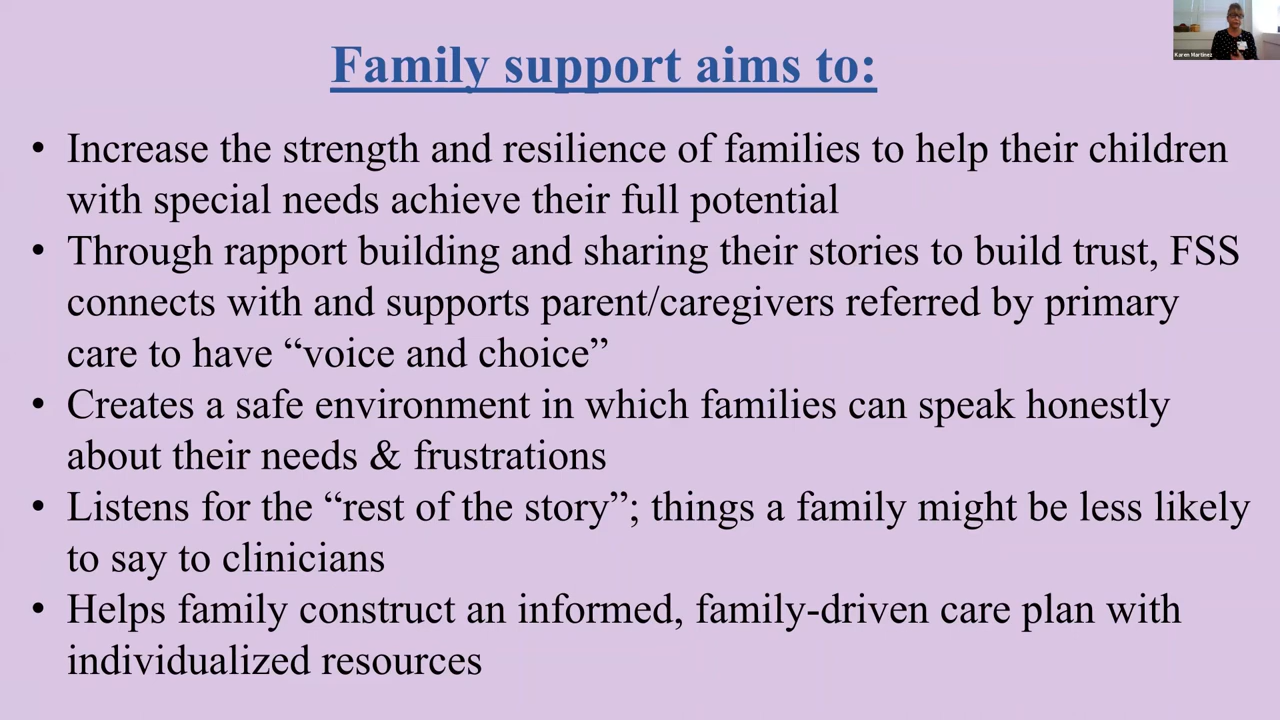 Family support aims to:
Karen Martinez
• Increase the strength and resilience of families to help their children
with special needs achieve their full potential
• Through rapport building and sharing their stories to build trust, FSS
connects with and supports parent/caregivers referred by primary
care to have “voice and choice”
• Creates a safe environment in which families can speak honestly
about their needs & frustrations
• Listens for the “rest of the story”; things a family might be less likely
to say to clinicians
• Helps family construct an informed, family-driven care plan with
individualized resources